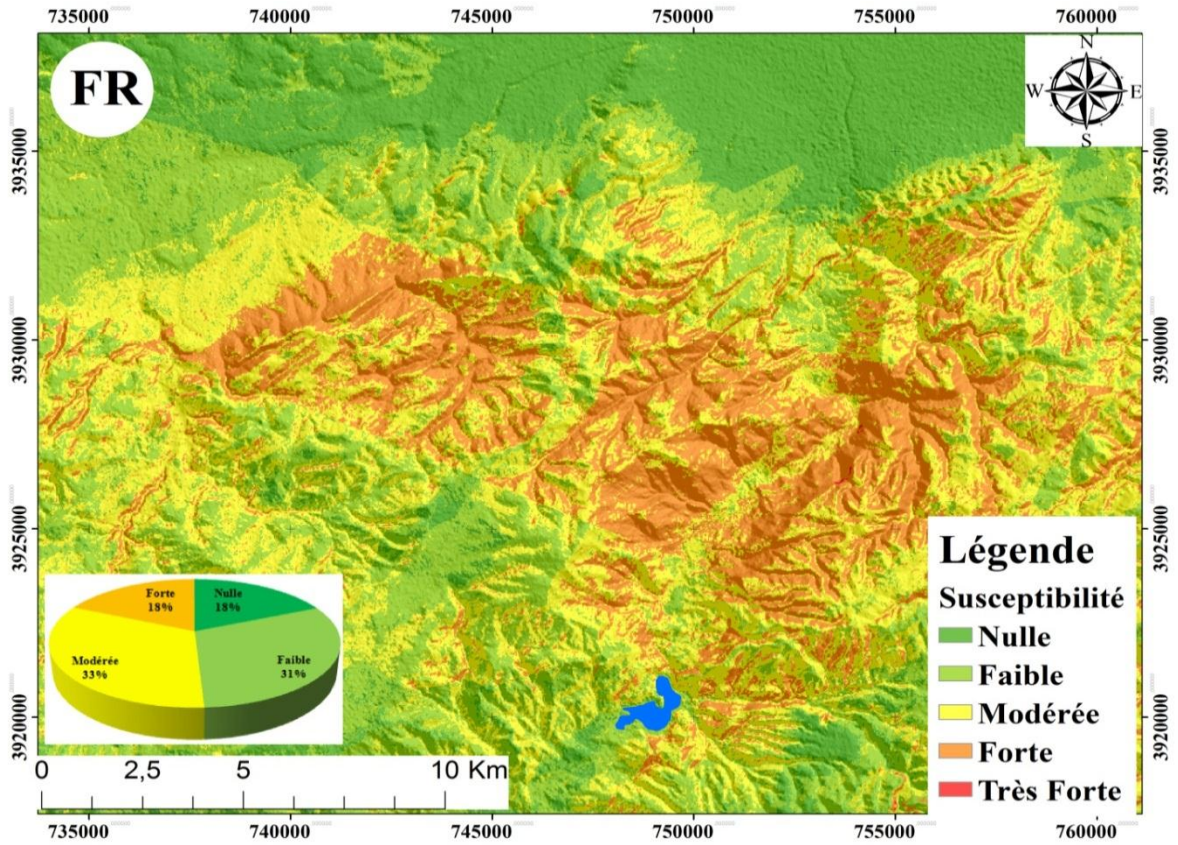 735000 740000 745000 750000 755000 760000
FR
N
W E
S
3935000 3935000
3930000 3930000
3925000 3925000
3920000 3920000
Légende
Susceptibilité
Nulle
Faible
Modérée
Forte
Très Forte
Forte
18%
Nulle
18%
Modérée
33%
Faible
31%
0 2,5 5 10 Km
735000 740000 745000 750000 755000 760000